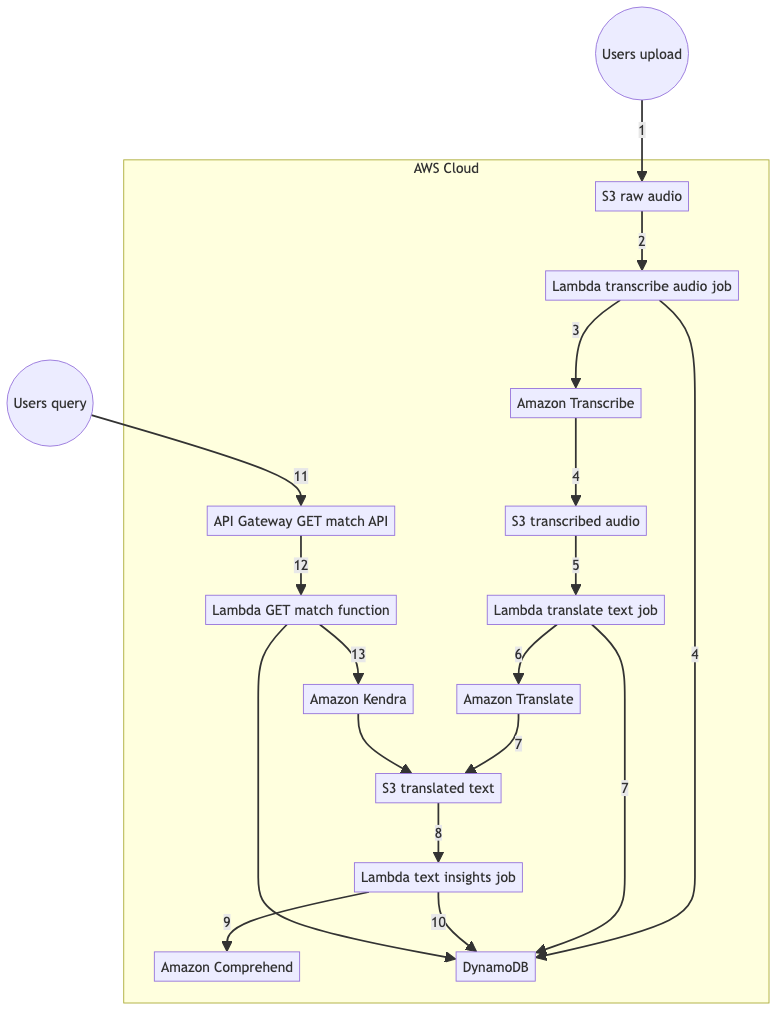 Users upload
1
AWS Cloud
S3 raw audio
2
Lambda transcribe audio job
3
Users query
Amazon Transcribe
11
4
API Gateway GET match API
S3 transcribed audio
12
5
Lambda GET match function
Lambda translate text job
13
6
4
Amazon Kendra
Amazon Translate
7
S3 translated text
7
8
Lambda text insights job
9
10
Amazon Comprehend
DynamoDB